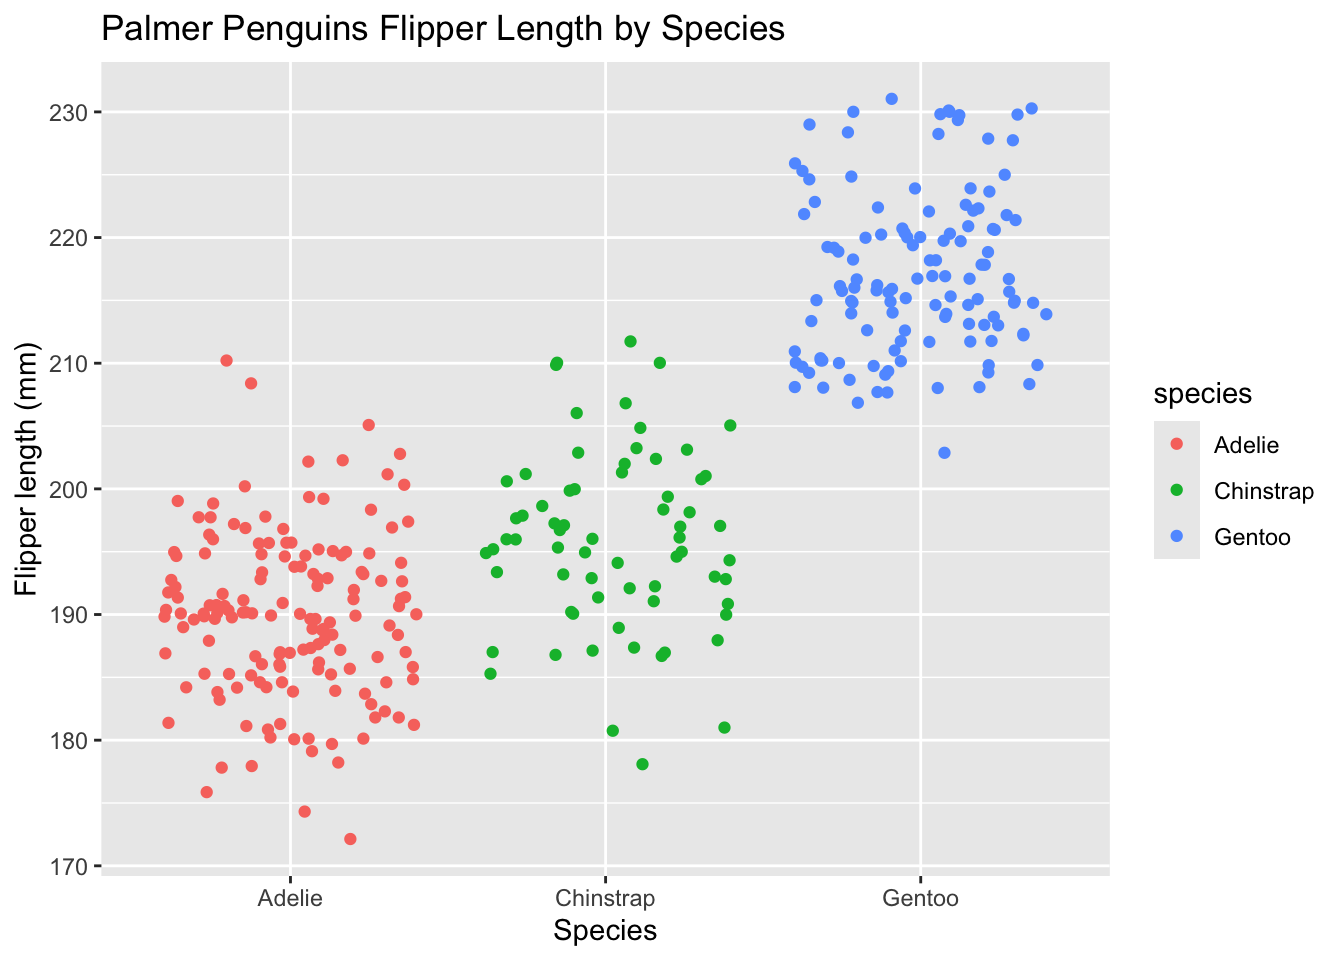 Palmer Penguins Flipper Length by Species
Flipper length (mm)
230
220
210
200
190
180
170
Adelie
Chinstrap
Gentoo
Species
species
Adelie
Chinstrap
Gentoo